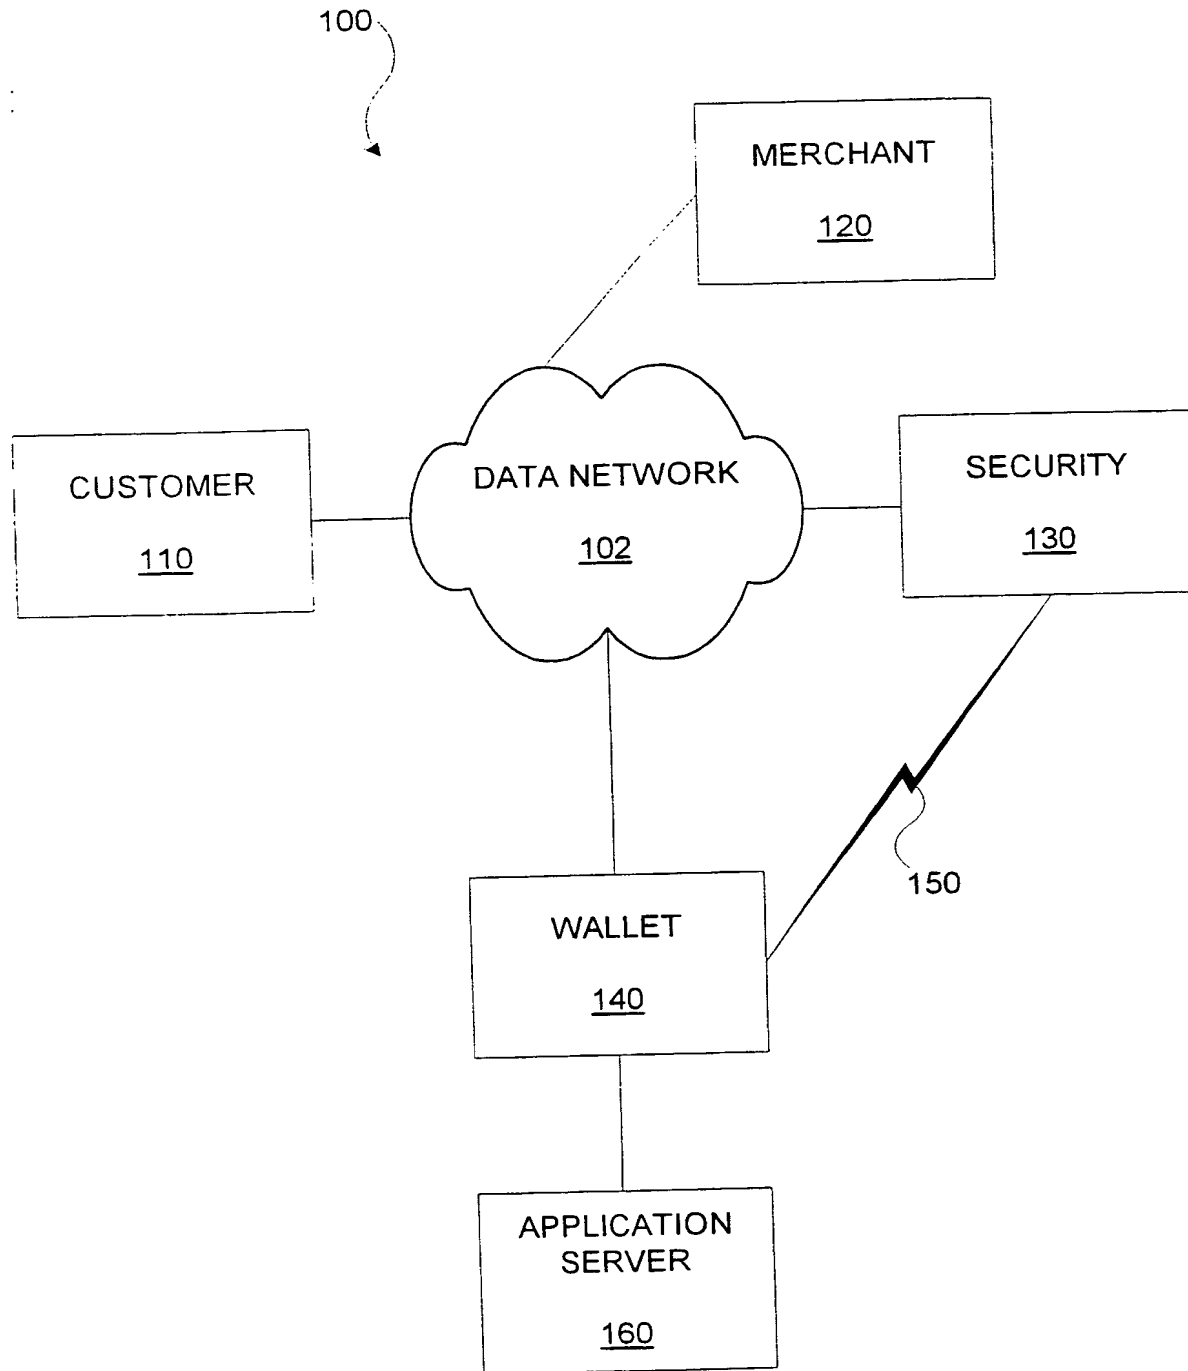 100
MERCHANT
120
CUSTOMER
110
DATA NETWORK
102
SECURITY
130
150
WALLET
140
APPLICATION
SERVER
160